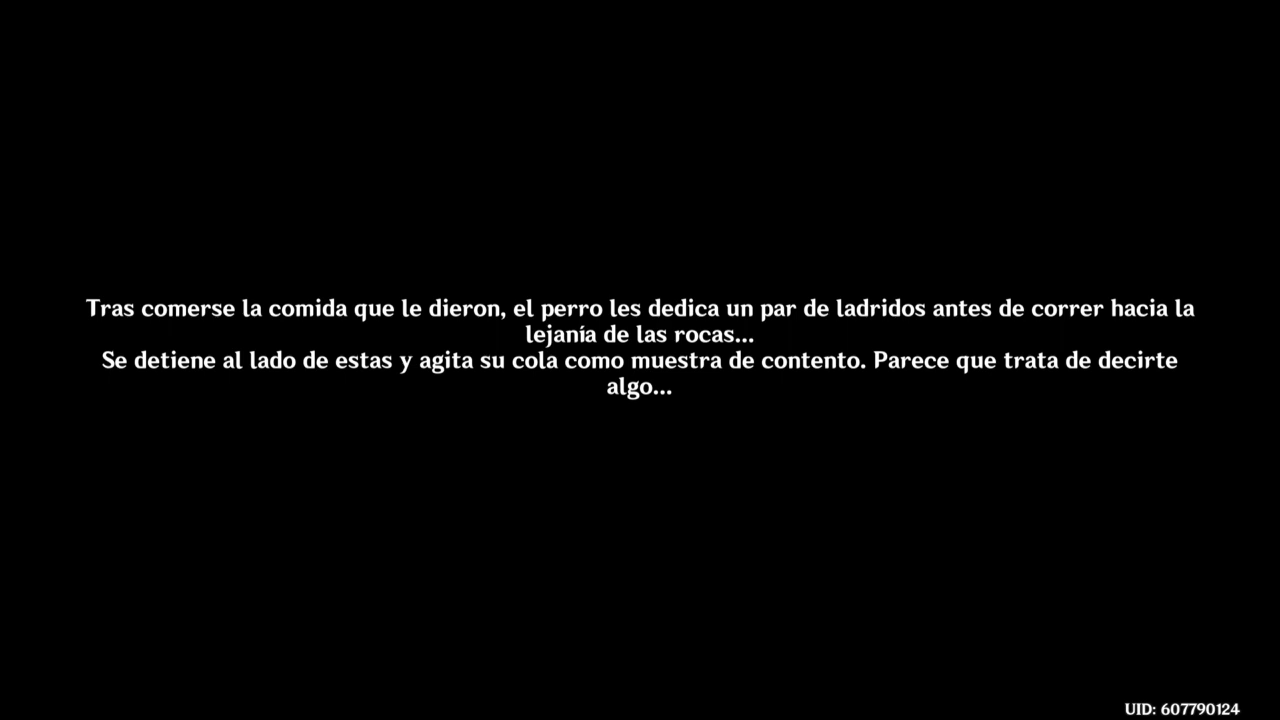 Tras comerse la comida que le dieron, el perro les dedica un par de ladridos antes de correr hacia la
lejanía de las rocas...
Se detiene al lado de estas y agita su cola como muestra de contento. Parece que trata de decirte
algo...
UID: 607790124